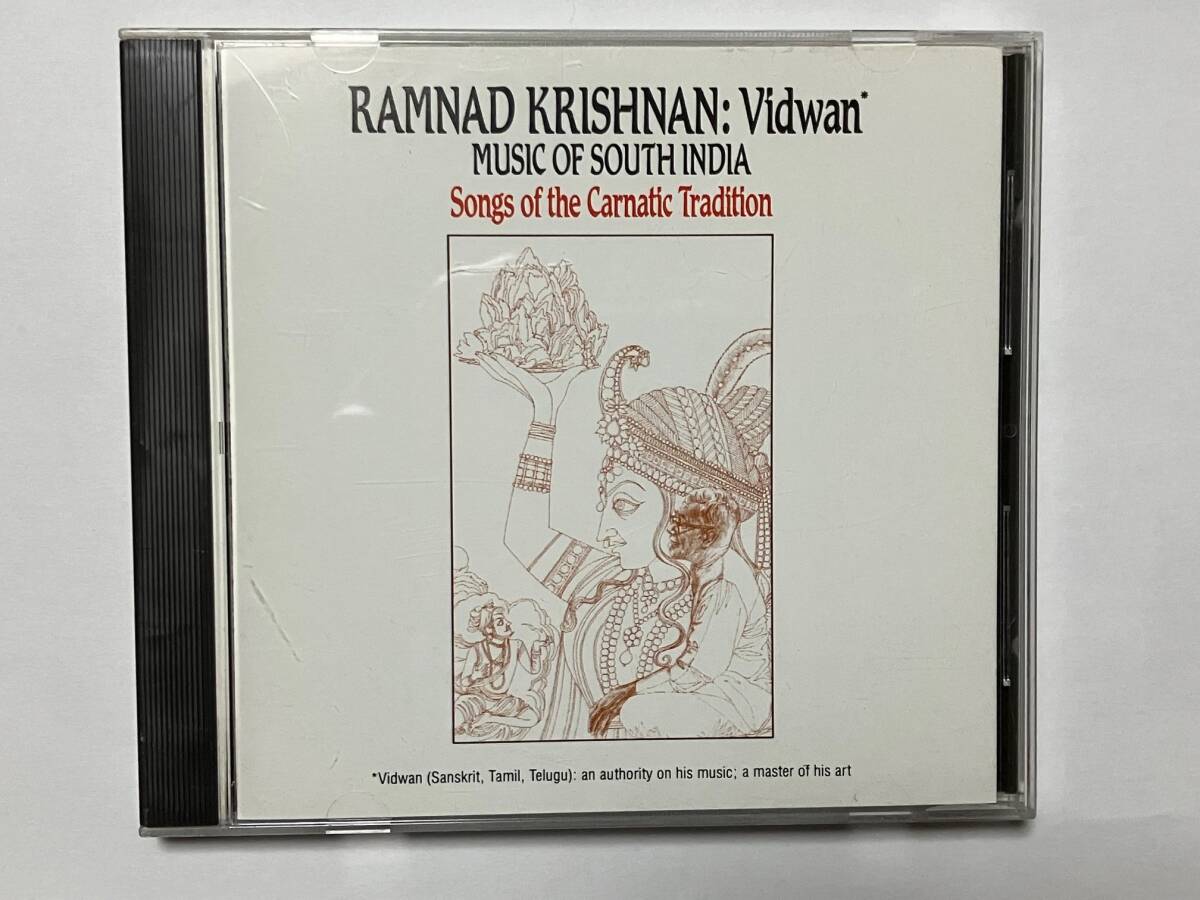 RAMNAD KRISHNAN: Vidwan*
MUSIC OF SOUTH INDIA
Songs of the Carnatic Tradition
*Vidwan (Sanskrit, Tamil, Telugu): an authority on his music; a master of his art